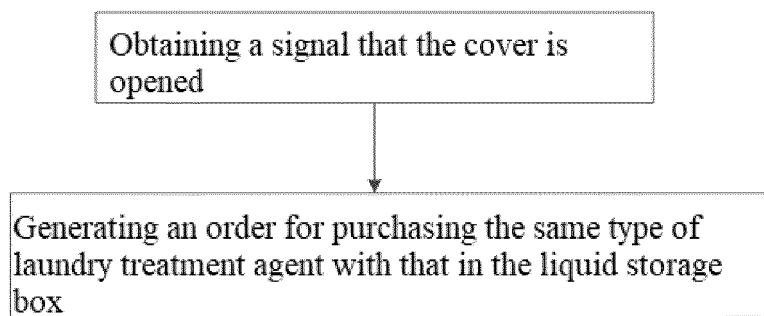 Obtaining a signal that the cover is
opened
Generating an order for purchasing the same type of
laundry treatment agent with that in the liquid storage
box